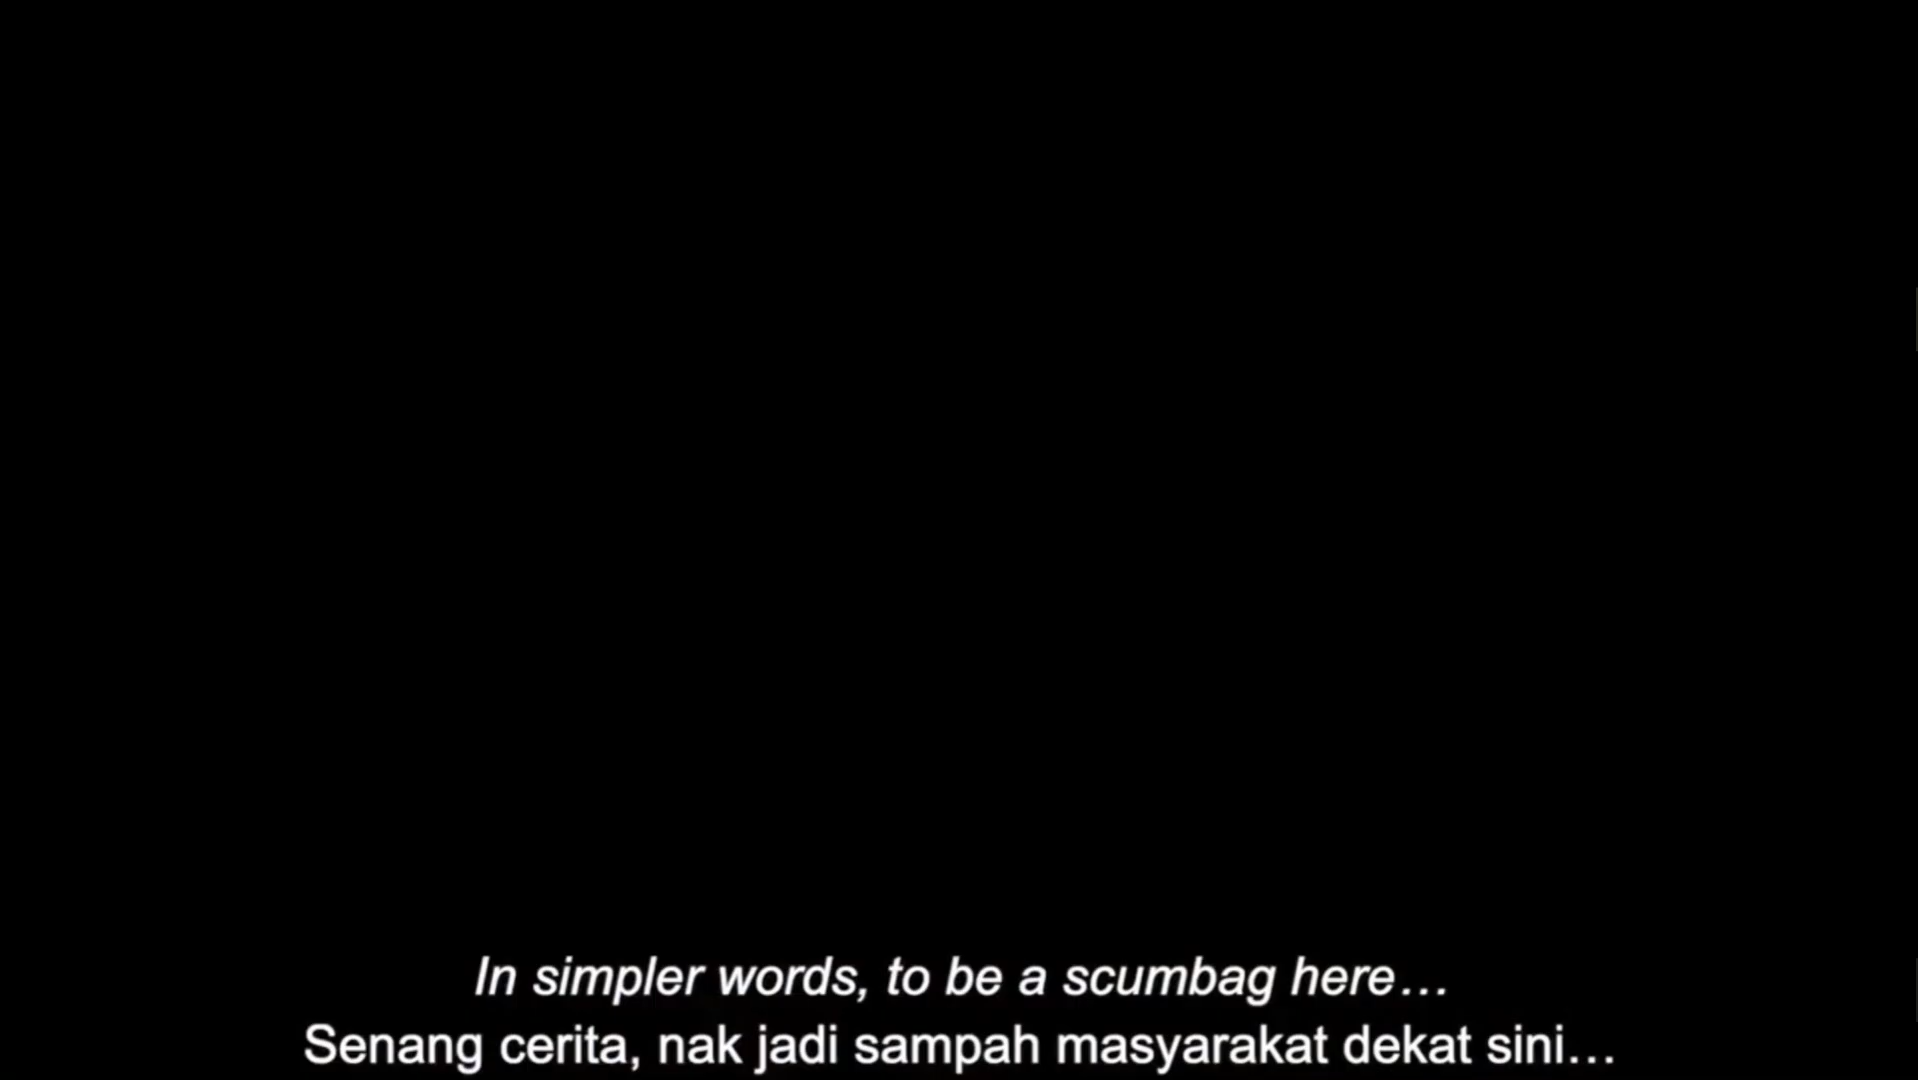 In simpler words, to be a scumbag here…
Senang cerita, nak jadi sampah masyarakat dekat sini…